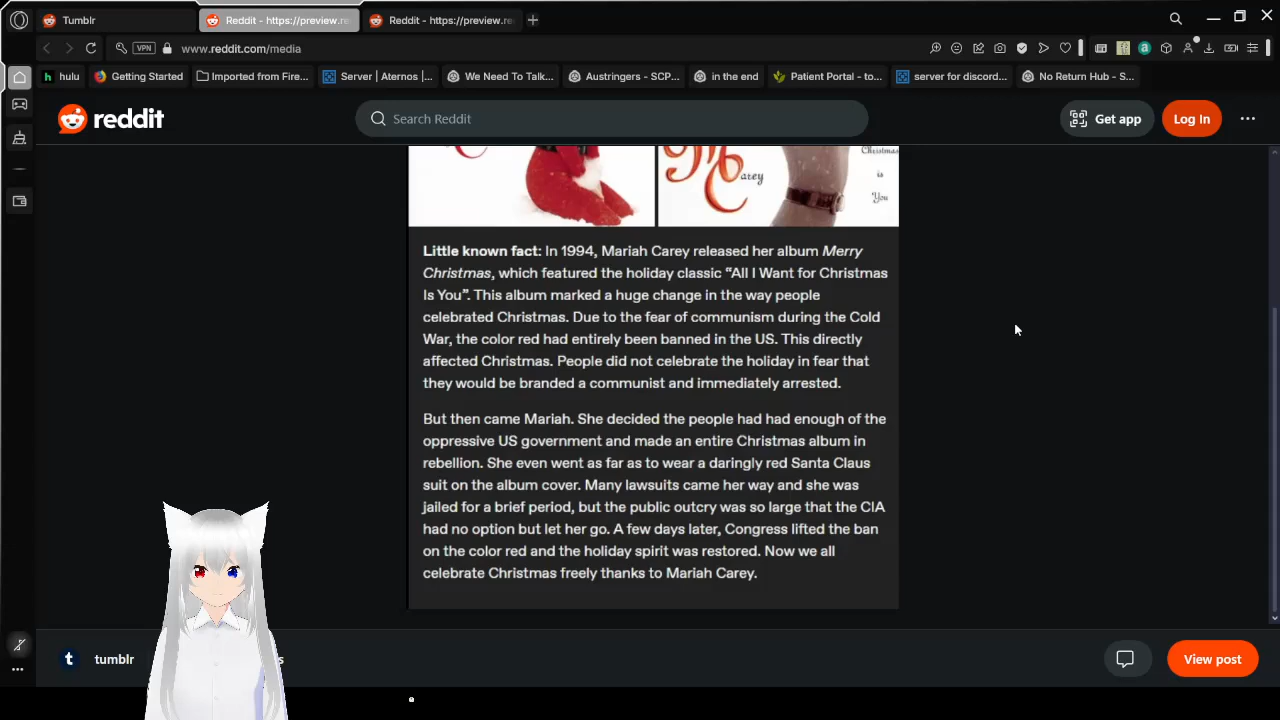 Tumblr
Reddit - https://preview.re
Reddit - https://preview.re
VPN
www.reddit.com/media
hulu
Getting Started
Imported from Fire...
Server | Aternos |...
We Need To Talk...
Austringers - SCP...
in the end
Patient Portal - to...
server for discord...
No Return Hub - S...
reddit
Search Reddit
Get app
Log In
C
MC
arey
Christmas
is
You
Little known fact: In 1994, Mariah Carey released her album Merry
Christmas, which featured the holiday classic “All I Want for Christmas
Is You”. This album marked a huge change in the way people
celebrated Christmas. Due to the fear of communism during the Cold
War, the color red had entirely been banned in the US. This directly
affected Christmas. People did not celebrate the holiday in fear that
they would be branded a communist and immediately arrested.
But then came Mariah. She decided the people had had enough of the
oppressive US government and made an entire Christmas album in
rebellion. She even went as far as to wear a daringly red Santa Claus
suit on the album cover. Many lawsuits came her way and she was
jailed for a brief period, but the public outcry was so large that the CIA
had no option but let her go. A few days later, Congress lifted the ban
on the color red and the holiday spirit was restored. Now we all
celebrate Christmas freely thanks to Mariah Carey.
t
tumblr
s
View post